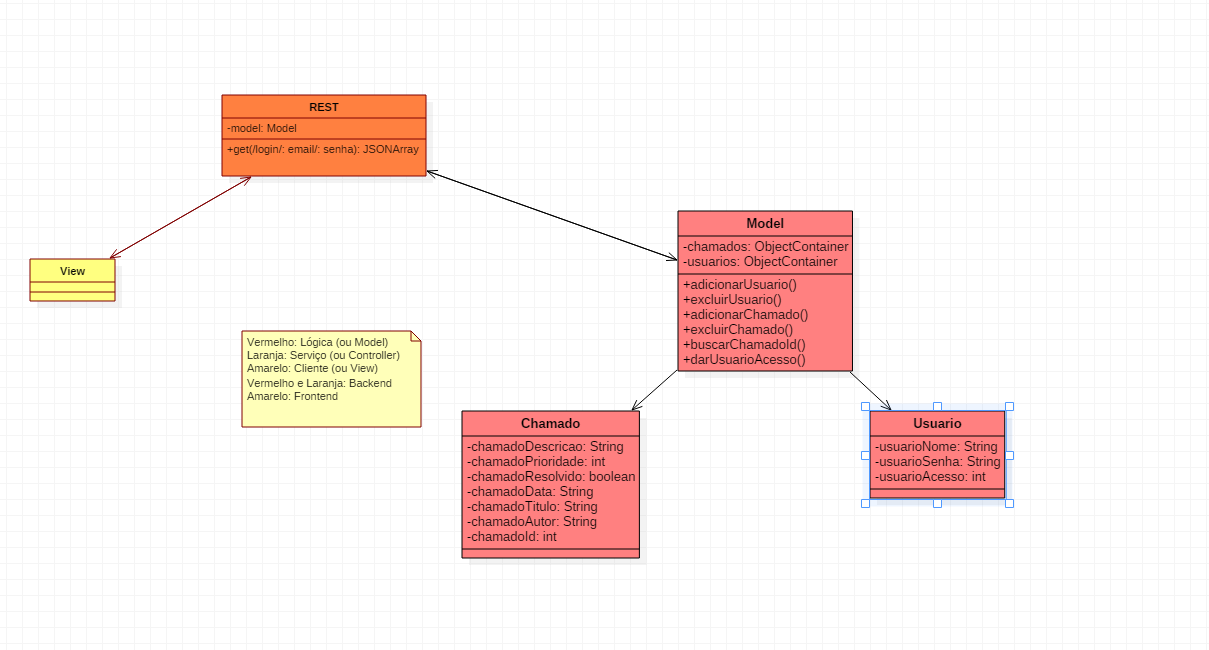 REST
-model: Model
+get(/login/: email/: senha): JSONArray
Model
-chamados: ObjectContainer
-usuarios: ObjectContainer
+adicionarUsuario()
+excluirUsuario()
+adicionarChamado()
+excluirChamado()
+buscarChamadoId()
+darUsuarioAcesso()
View
Vermelho: Lógica (ou Model)
Laranja: Serviço (ou Controller)
Amarelo: Cliente (ou View)
Vermelho e Laranja: Backend
Amarelo: Frontend
Chamado
-chamadoDescricao: String
-chamadoPrioridade: int
-chamadoResolvido: boolean
-chamadoData: String
-chamadoTitulo: String
-chamadoAutor: String
-chamadoId: int
Usuario
-usuarioNome: String
-usuarioSenha: String
-usuarioAcesso: int